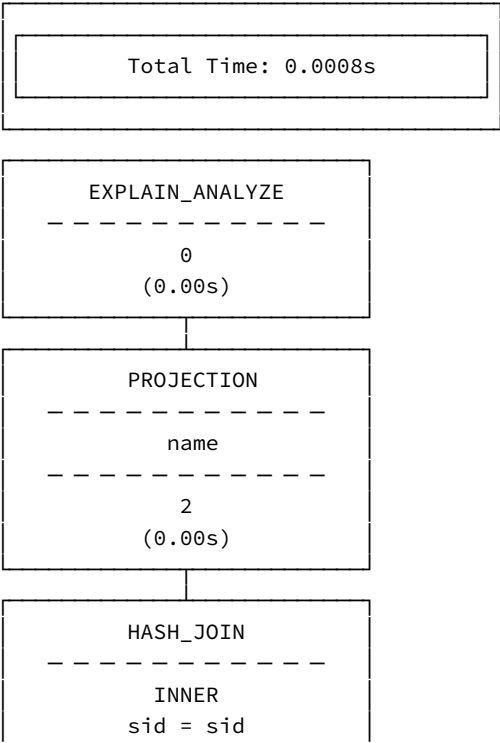 Total Time: 0.0008s
EXPLAIN_ANALYZE
0
(0.00s)
PROJECTION
name
2
(0.00s)
HASH_JOIN
INNER
sid = sid